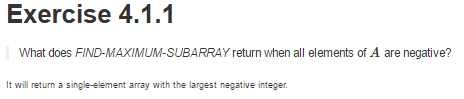 Exercise 4.1.1
What does FIND-MAXIMUM-SUBARRAY return when all elements of A are negative?
It will return a single-element array with the largest negative integer.